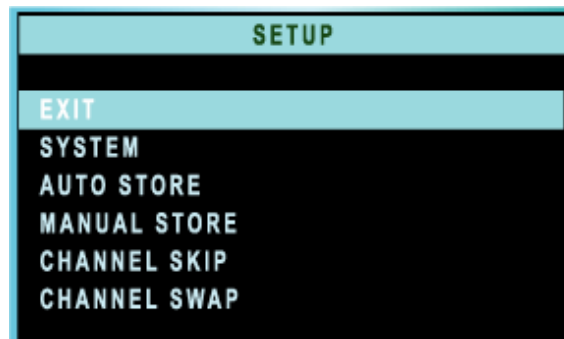 SETUP
EXIT
SYSTEM
AUTO STORE
MANUAL STORE
CHANNEL SKIP
CHANNEL SWAP